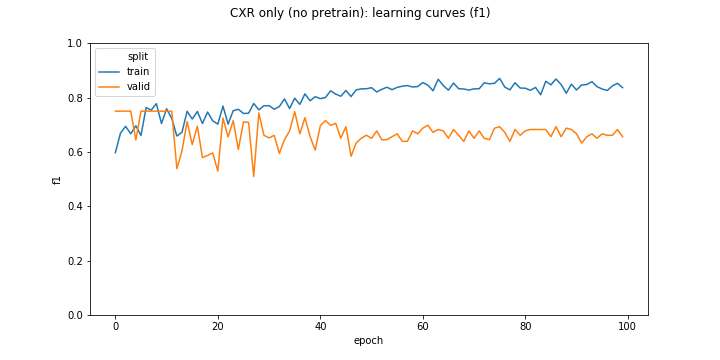 CXR only (no pretrain): learning curves (f1)
split
train
valid
1.0
0.8
0.6
0.4
0.2
0.0
f1
0
20
40
60
80
100
epoch